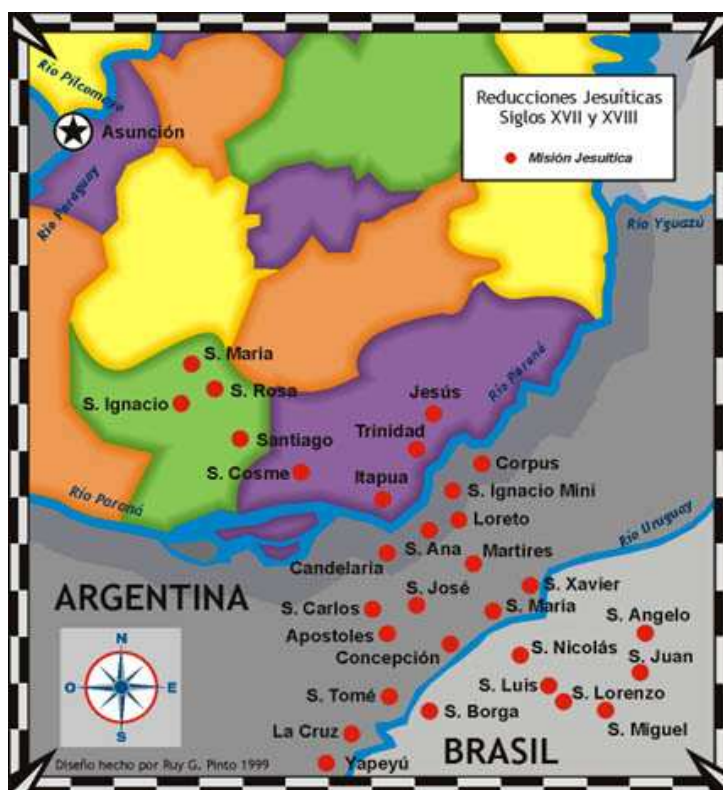 Río Pilcomayo
Asunción
Río Paraguay
Reducciones Jesuíticas
Siglos XVII y XVIII
Misión Jesuítica
Río Yguazú
S. Maria
S. Rosa
S. Ignacio
Jesús
Río Paraná
Santiago
Trinidad
S. Cosme
Itapua
Corpus
Río Paraná
S. Ignacio Mini
Loreto
S. Ana
Río Uruguay
Candelaria
Martires
ARGENTINA
S. José
S. Xavier
S. Carlos
S. Maria
S. Angelo
Apostoles
Concepción
S. Nicolás
S. Juan
N
O
E
S
S. Tomé
S. Luis
S. Lorenzo
S. Borga
S. Miguel
La Cruz
BRASIL
Yapeyú
Diseño hecho por Ruy G. Pinto 1999